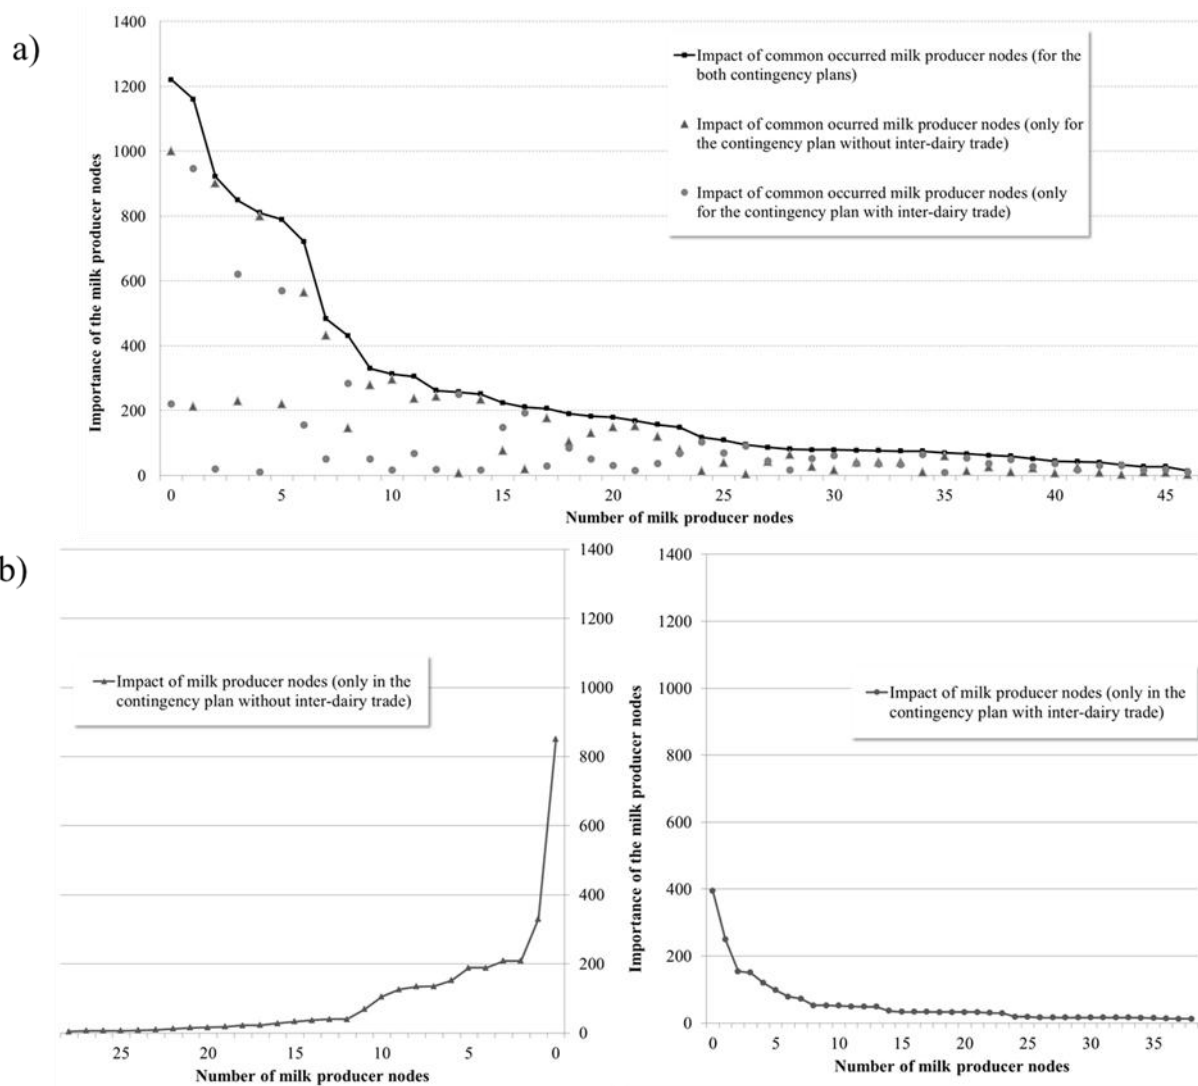 a)
1400
1200
1000
800
600
400
200
0
Importance of the milk producer nodes
Impact of common occurred milk producer nodes (for the
both contingency plans)
Impact of common ocurred milk producer nodes (only for
the contingency plan without inter-dairy trade)
Impact of common occurred milk producer nodes (only
for the contingency plan with inter-dairy trade)
0 5 10 15 20 25 30 35 40 45
Number of milk producer nodes
b)
1400
1200
1000
800
600
400
200
0
Impact of milk producer nodes (only in the
contingency plan without inter-dairy trade)
25 20 15 10 5 0
Number of milk producer nodes
Importance of the milk producer nodes
1400
1200
1000
800
600
400
200
0
Impact of milk producer nodes (only in the
contingency plan with inter-dairy trade)
0 5 10 15 20 25 30 35
Number of milk producer nodes